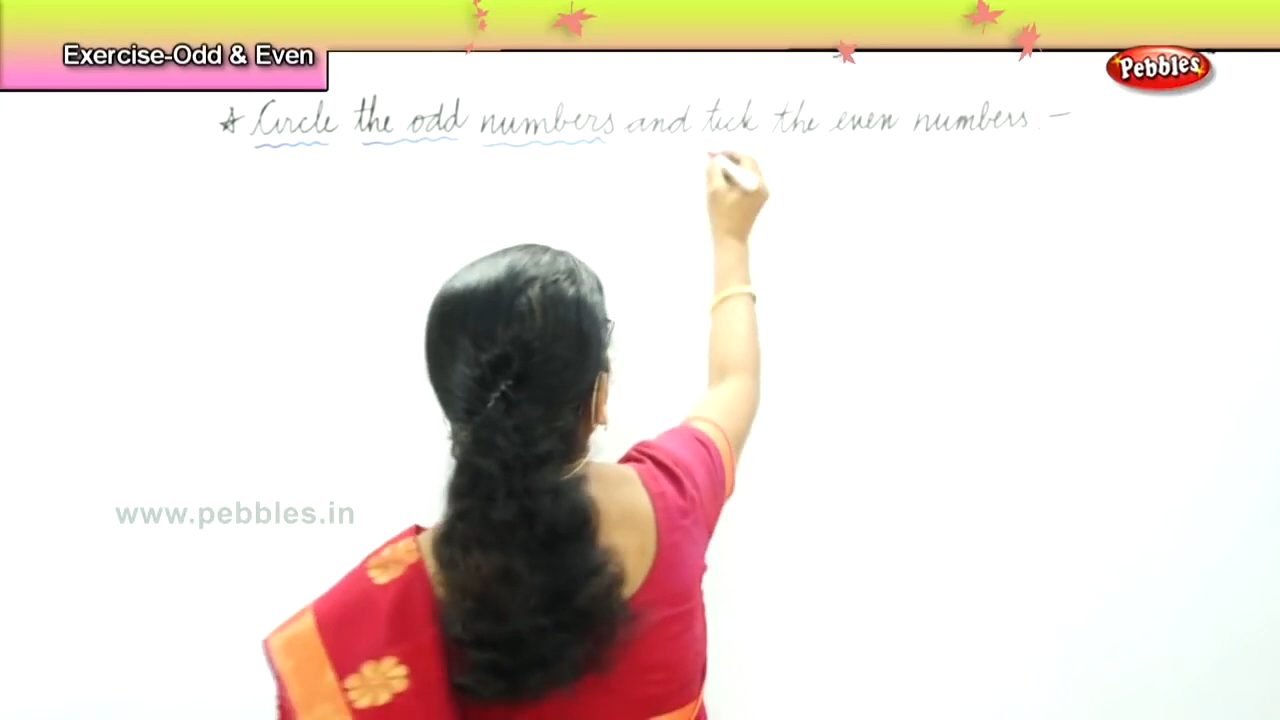 Exercise-Odd & Even
Pebbles
☆ Circle the odd numbers and tick the even numbers. —
www.pebbles.in